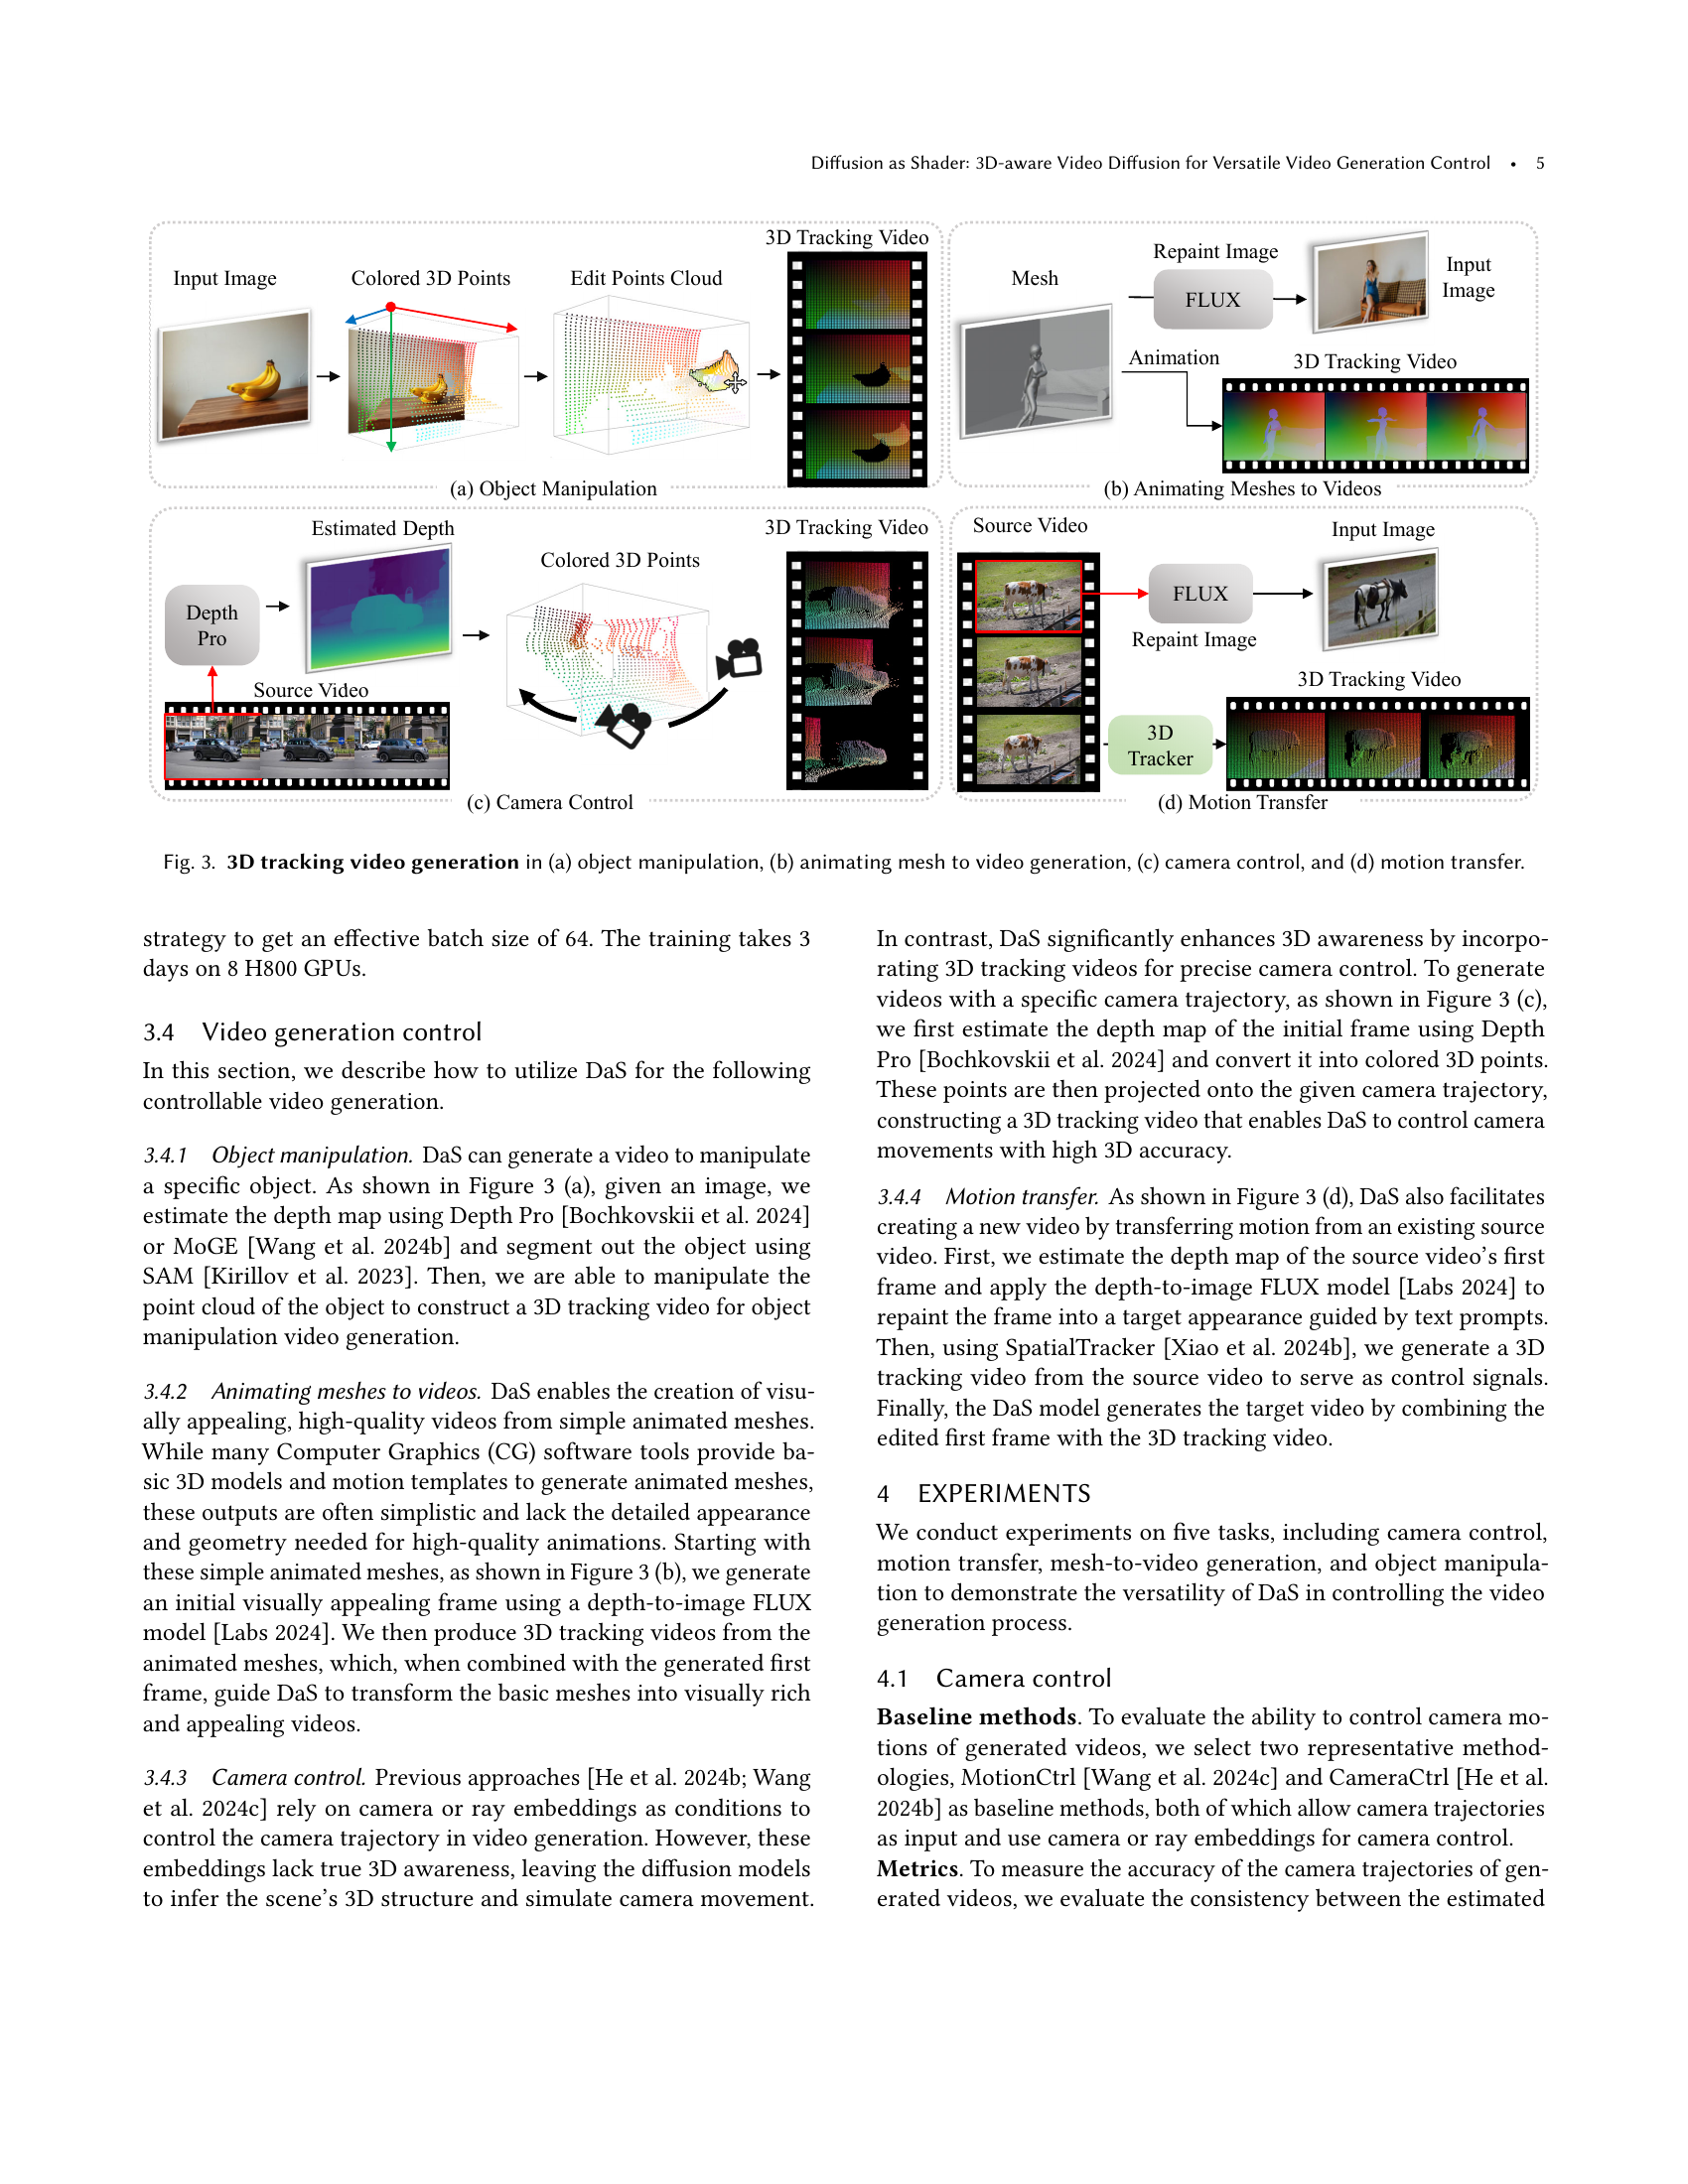 Diffusion as Shader: 3D-aware Video Diffusion for Versatile Video Generation Control • 5
3D Tracking Video
Input Image
Colored 3D Points
Edit Points Cloud
(a) Object Manipulation
Mesh
Repaint Image
FLUX
Input
Image
Animation
3D Tracking Video
(b) Animating Meshes to Videos
Estimated Depth
Depth
Pro
Source Video
Colored 3D Points
3D Tracking Video
(c) Camera Control
Source Video
FLUX
Repaint Image
Input Image
3D Tracking Video
3D
Tracker
(d) Motion Transfer
Fig. 3. 3D tracking video generation in (a) object manipulation, (b) animating mesh to video generation, (c) camera control, and (d) motion transfer.
strategy to get an effective batch size of 64. The training takes 3
days on 8 H800 GPUs.
3.4 Video generation control
In this section, we describe how to utilize DaS for the following
controllable video generation.
3.4.1 Object manipulation. DaS can generate a video to manipulate
a specific object. As shown in Figure 3 (a), given an image, we
estimate the depth map using Depth Pro [Bochkovskii et al. 2024]
or MoGE [Wang et al. 2024b] and segment out the object using
SAM [Kirillov et al. 2023]. Then, we are able to manipulate the
point cloud of the object to construct a 3D tracking video for object
manipulation video generation.
3.4.2 Animating meshes to videos. DaS enables the creation of visu-
ally appealing, high-quality videos from simple animated meshes.
While many Computer Graphics (CG) software tools provide ba-
sic 3D models and motion templates to generate animated meshes,
these outputs are often simplistic and lack the detailed appearance
and geometry needed for high-quality animations. Starting with
these simple animated meshes, as shown in Figure 3 (b), we generate
an initial visually appealing frame using a depth-to-image FLUX
model [Labs 2024]. We then produce 3D tracking videos from the
animated meshes, which, when combined with the generated first
frame, guide DaS to transform the basic meshes into visually rich
and appealing videos.
3.4.3 Camera control. Previous approaches [He et al. 2024b; Wang
et al. 2024c] rely on camera or ray embeddings as conditions to
control the camera trajectory in video generation. However, these
embeddings lack true 3D awareness, leaving the diffusion models
to infer the scene's 3D structure and simulate camera movement.
In contrast, DaS significantly enhances 3D awareness by incorpo-
rating 3D tracking videos for precise camera control. To generate
videos with a specific camera trajectory, as shown in Figure 3 (c),
we first estimate the depth map of the initial frame using Depth
Pro [Bochkovskii et al. 2024] and convert it into colored 3D points.
These points are then projected onto the given camera trajectory,
constructing a 3D tracking video that enables DaS to control camera
movements with high 3D accuracy.
3.4.4 Motion transfer. As shown in Figure 3 (d), DaS also facilitates
creating a new video by transferring motion from an existing source
video. First, we estimate the depth map of the source video's first
frame and apply the depth-to-image FLUX model [Labs 2024] to
repaint the frame into a target appearance guided by text prompts.
Then, using SpatialTracker [Xiao et al. 2024b], we generate a 3D
tracking video from the source video to serve as control signals.
Finally, the DaS model generates the target video by combining the
edited first frame with the 3D tracking video.
4 EXPERIMENTS
We conduct experiments on five tasks, including camera control,
motion transfer, mesh-to-video generation, and object manipula-
tion to demonstrate the versatility of DaS in controlling the video
generation process.
4.1 Camera control
Baseline methods. To evaluate the ability to control camera mo-
tions of generated videos, we select two representative method-
ologies, MotionCtrl [Wang et al. 2024c] and CameraCtrl [He et al.
2024b] as baseline methods, both of which allow camera trajectories
as input and use camera or ray embeddings for camera control.
Metrics. To measure the accuracy of the camera trajectories of gen-
erated videos, we evaluate the consistency between the estimated